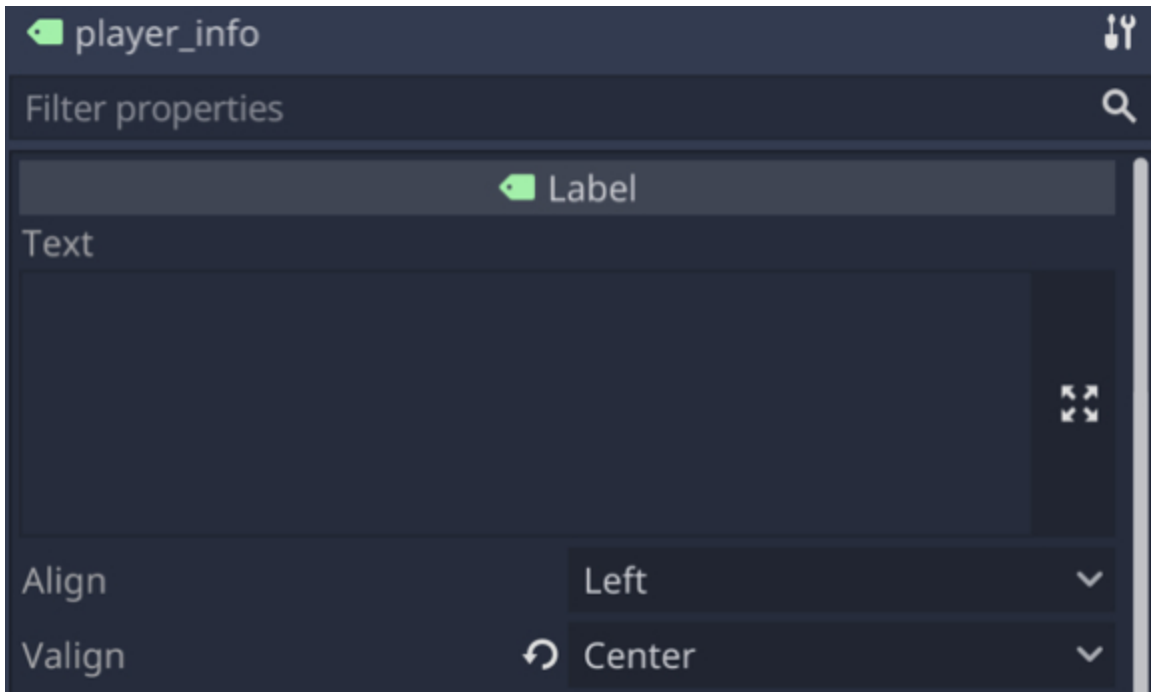 player_info
Filter properties
Label
Text
Align Left
Valign Center